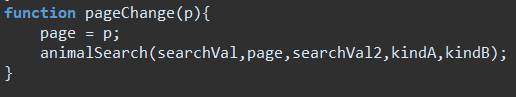 function pageChange(p){
    page = p;
    animalSearch(searchVal,page,searchVal2,kindA,kindB);
}